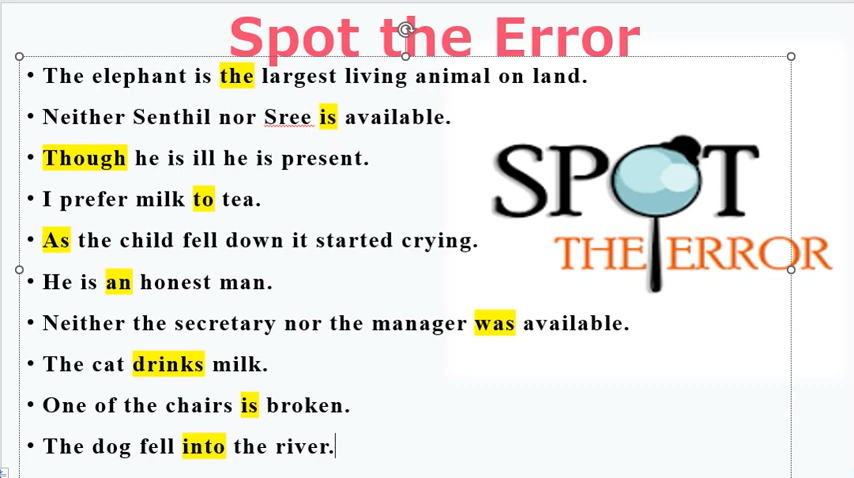 Spot the Error
• The elephant is the largest living animal on land.
• Neither Senthil nor Sree is available.
• Though he is ill he is present.
• I prefer milk to tea.
• As the child fell down it started crying.
• He is an honest man.
• Neither the secretary nor the manager was available.
• The cat drinks milk.
• One of the chairs is broken.
• The dog fell into the river.
SPOT
THE ERROR